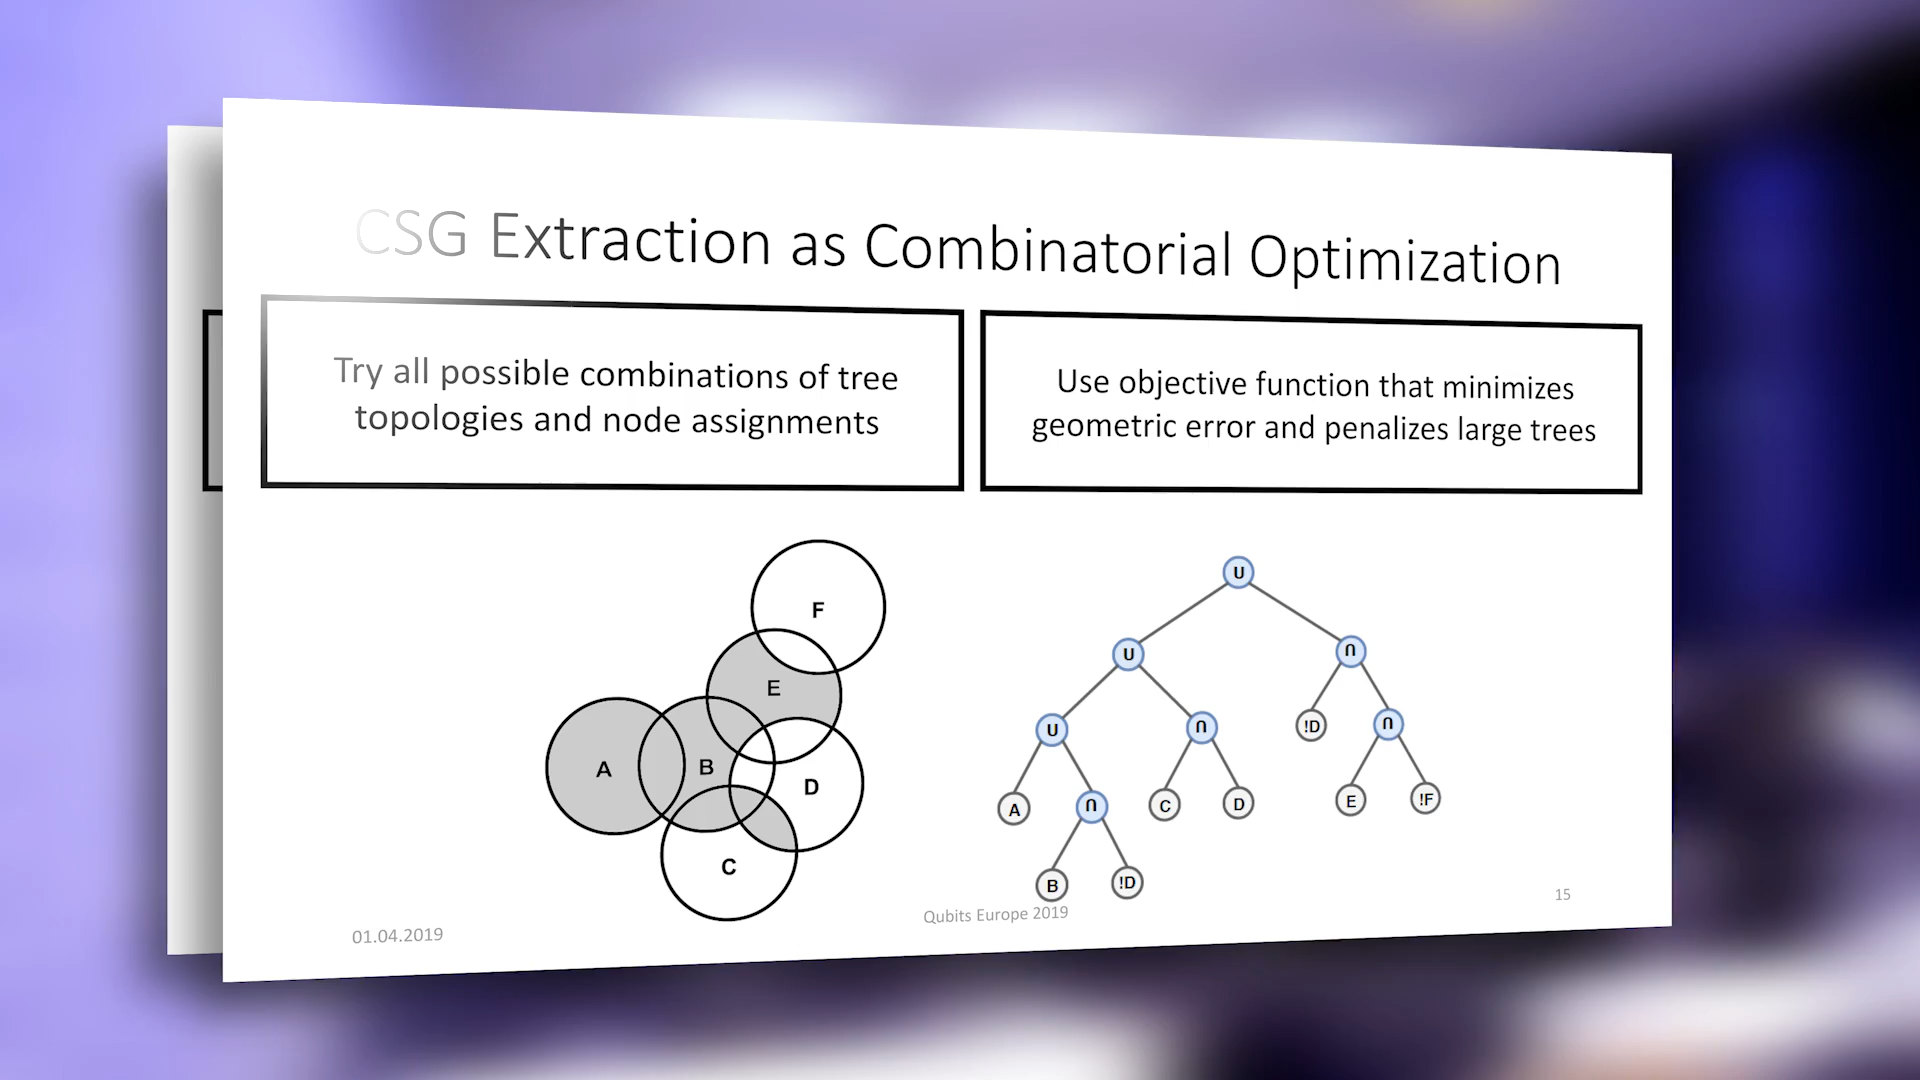 CSG Extraction as Combinatorial Optimization
Try all possible combinations of tree
topologies and node assignments
Use objective function that minimizes
geometric error and penalizes large trees
F
E
A
B
D
C
U
U
∩
U
∩
!D
∩
A
∩
C
D
E
!F
B
!D
01.04.2019
Qubits Europe 2019
15